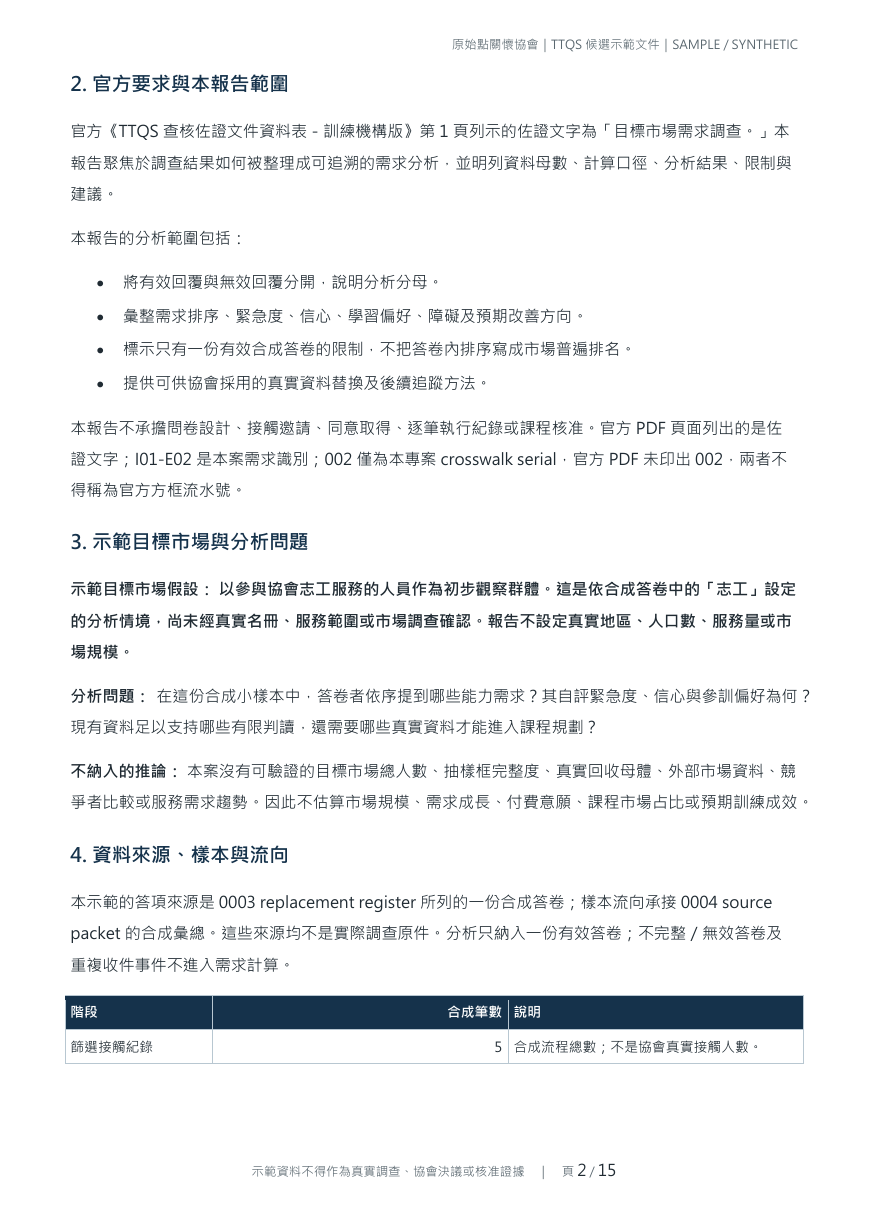 原始點關懷協會 | TTQS 候選示範文件 | SAMPLE / SYNTHETIC
2. 官方要求與本報告範圍
官方《TTQS 查核佐證文件資料表 - 訓練機構版》第 1 頁列示的佐證文字為「目標市場需求調查。」本
報告聚焦於調查結果如何被整理成可追溯的需求分析，並明列資料母數、計算口徑、分析結果、限制與
建議。
本報告的分析範圍包括：
• 將有效回覆與無效回覆分開，說明分析分母。
• 彙整需求排序、緊急度、信心、學習偏好、障礙及預期改善方向。
• 標示只有一份有效合成答卷的限制，不把答卷內排序寫成市場普遍排名。
• 提供可供協會採用的真實資料替換及後續追蹤方法。
本報告不承擔問卷設計、接觸邀請、同意取得、逐筆執行紀錄或課程核准。官方 PDF 頁面列出的是佐
證文字；I01-E02 是本案需求識別；002 僅為本專案 crosswalk serial，官方 PDF 未印出 002，兩者不
得稱為官方方框流水號。
3. 示範目標市場與分析問題
示範目標市場假設： 以參與協會志工服務的人員作為初步觀察群體。這是依合成答卷中的「志工」設定
的分析情境，尚未經真實名冊、服務範圍或市場調查確認。報告不設定真實地區、人口數、服務量或市
場規模。
分析問題： 在這份合成小樣本中，答卷者依序提到哪些能力需求？其自評緊急度、信心與參訓偏好為何？
現有資料足以支持哪些有限判讀，還需要哪些真實資料才能進入課程規劃？
不納入的推論： 本案沒有可驗證的目標市場總人數、抽樣框完整度、真實回收母體、外部市場資料、競
爭者比較或服務需求趨勢。因此不估算市場規模、需求成長、付費意願、課程市場占比或預期訓練成效。
4. 資料來源、樣本與流向
本示範的答項來源是 0003 replacement register 所列的一份合成答卷；樣本流向承接 0004 source
packet 的合成彙總。這些來源均不是實際調查原件。分析只納入一份有效答卷；不完整 / 無效答卷及
重複收件事件不進入需求計算。
階段 合成筆數 說明
篩選接觸紀錄 5 合成流程總數；不是協會真實接觸人數。
示範資料不得作為真實調查、協會決議或核准證據 | 頁 2 / 15